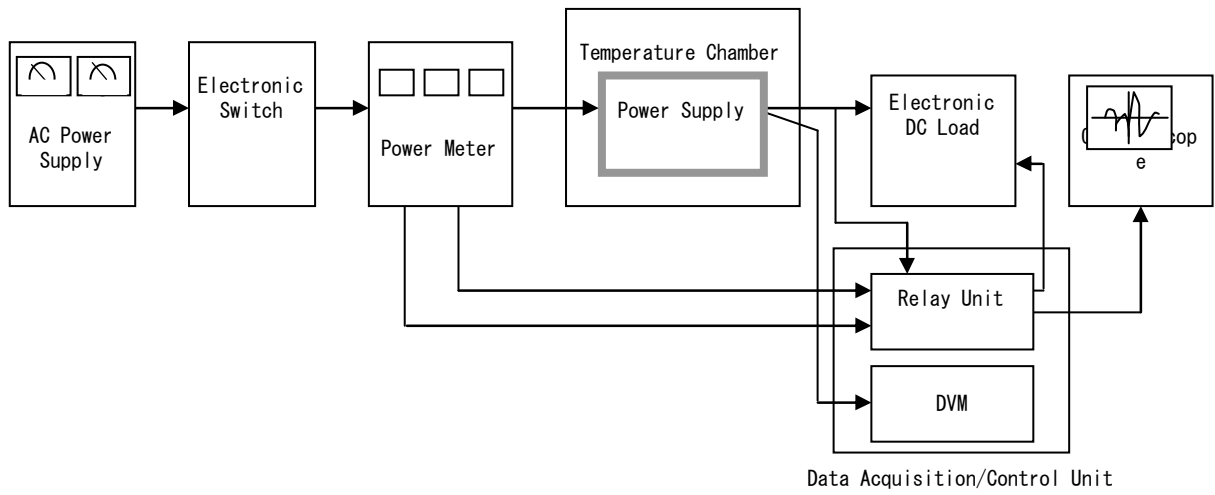 Temperature Chamber
Electronic
Switch
Power Supply
Electronic
DC Load
AC Power
Supply
Power Meter
Relay Unit
DVM
Data Acquisition/Control Unit